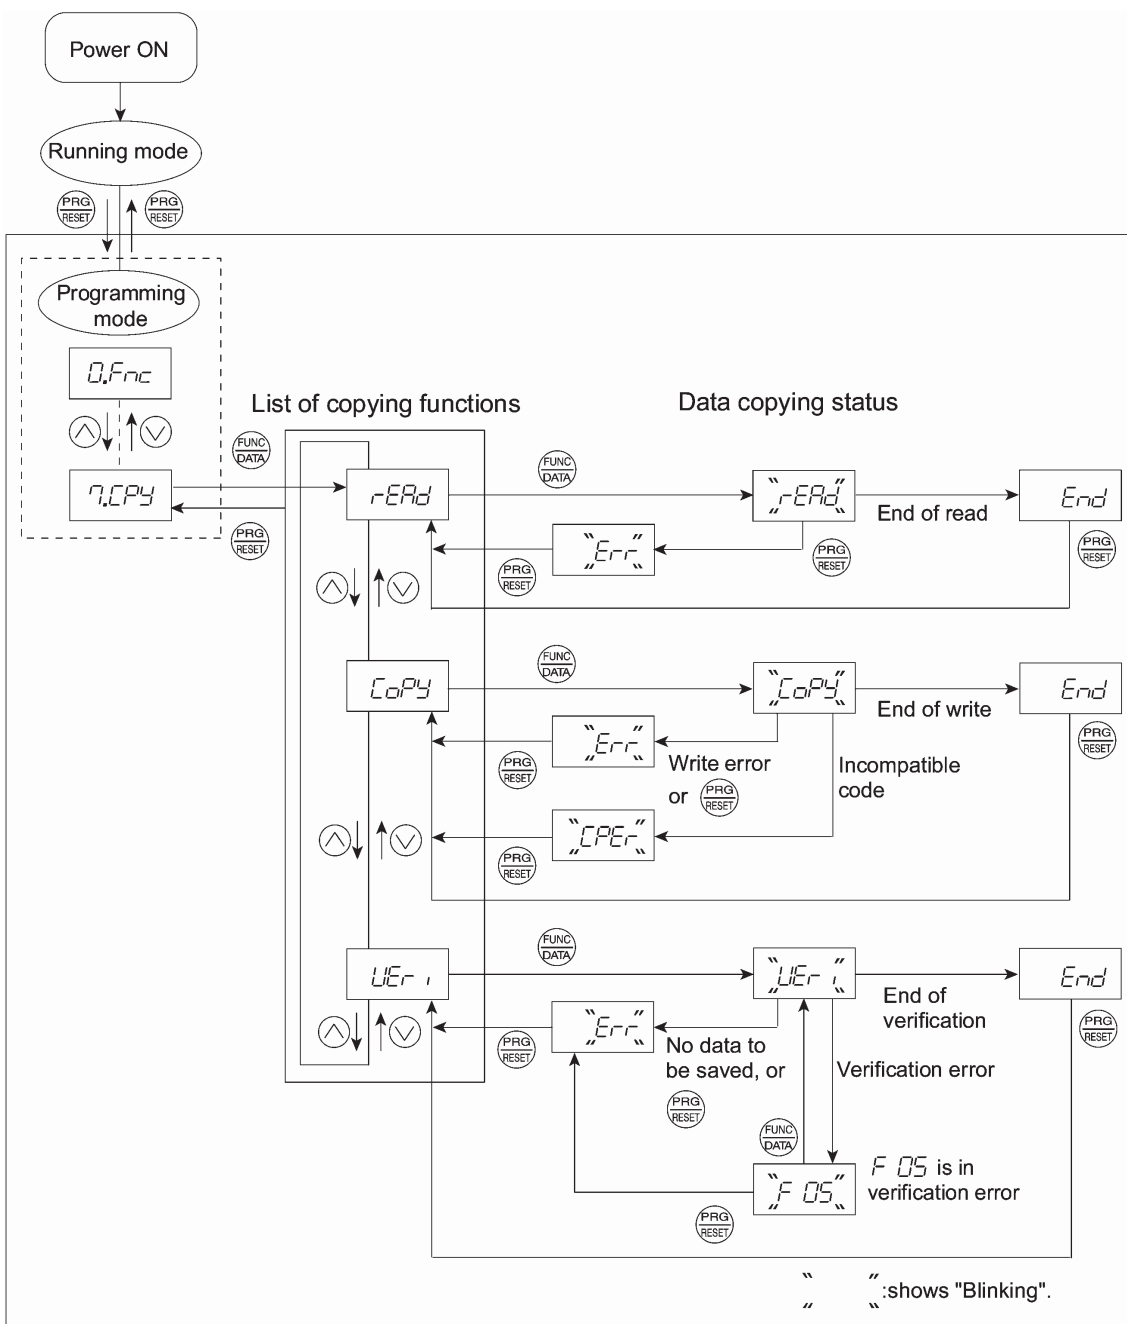 Power ON
Running mode
PRG
RESET
PRG
RESET
Programming
mode
0.Fnc
List of copying functions
Data copying status
FUNC
DATA
FUNC
DATA
7.CPY
rEAd
rEAd
End of read
End
PRG
RESET
Err
PRG
RESET
PRG
RESET
PRG
RESET
FUNC
DATA
CoPY
CoPY
End of write
End
Err
PRG
RESET
Write error
or PRG
RESET
Incompatible
code
PRG
RESET
CPEr
PRG
RESET
FUNC
DATA
VEri
VEri
End of
verification
End
Err
PRG
RESET
No data to
be saved, or
PRG
RESET
Verification error
PRG
RESET
FUNC
DATA
F 05
F 05 is in
verification error
PRG
RESET
:shows "Blinking".